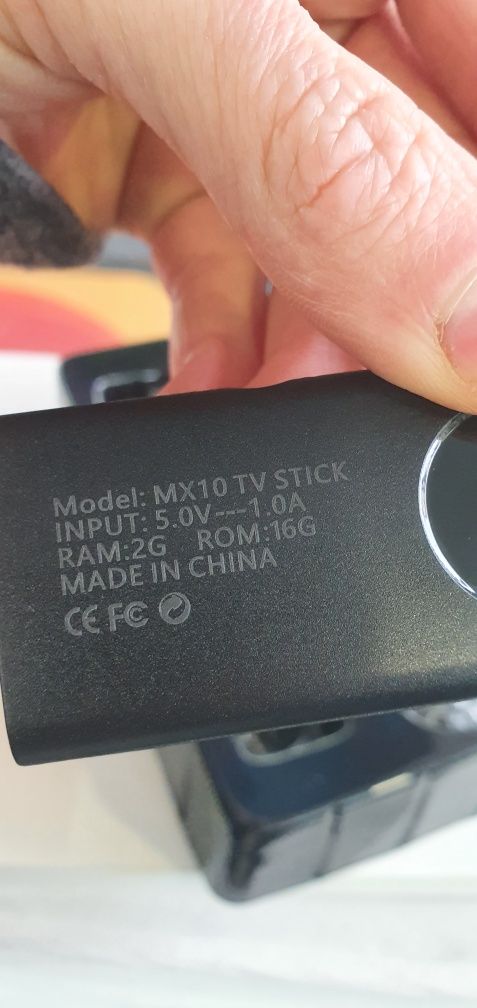 Model: MX10 TV STICK
INPUT: 5.0V---1.0A
RAM:2G ROM:16G
MADE IN CHINA
CE FC